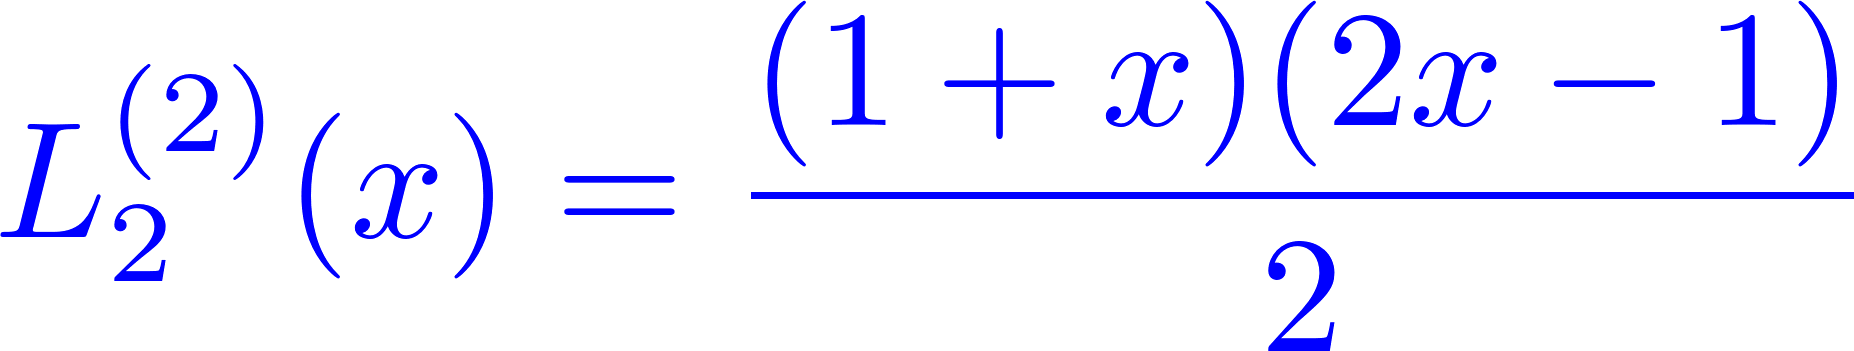 L_2^{(2)}(x) = \frac{(1 + x)(2x - 1)}{2}